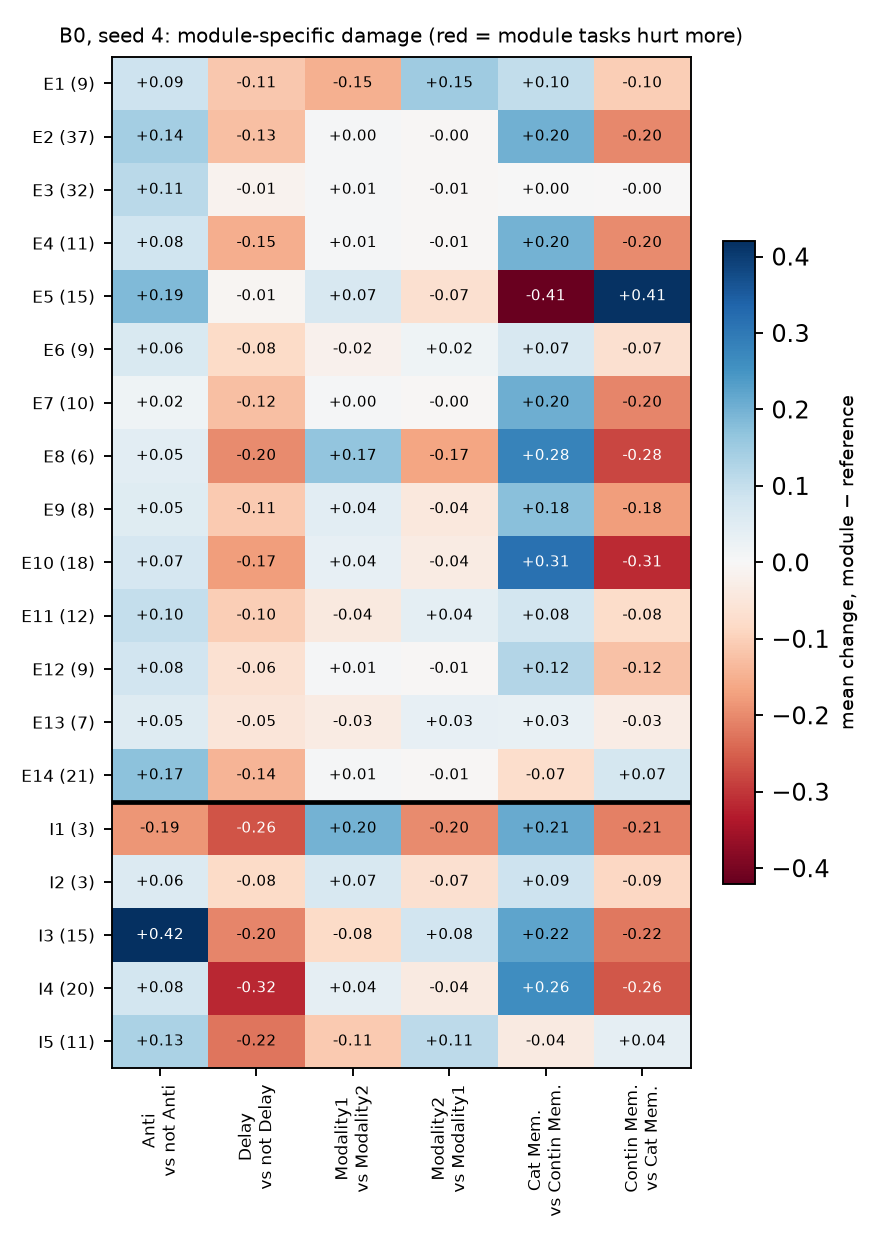 B0, seed 4: module-specific damage (red = module tasks hurt more)
E1 (9) +0.09 -0.11 -0.15 +0.15 +0.10 -0.10
E2 (37) +0.14 -0.13 +0.00 -0.00 +0.20 -0.20
E3 (32) +0.11 -0.01 +0.01 -0.01 +0.00 -0.00
E4 (11) +0.08 -0.15 +0.01 -0.01 +0.20 -0.20
E5 (15) +0.19 -0.01 +0.07 -0.07 -0.41 +0.41
E6 (9) +0.06 -0.08 -0.02 +0.02 +0.07 -0.07
E7 (10) +0.02 -0.12 +0.00 -0.00 +0.20 -0.20
E8 (6) +0.05 -0.20 +0.17 -0.17 +0.28 -0.28
E9 (8) +0.05 -0.11 +0.04 -0.04 +0.18 -0.18
E10 (18) +0.07 -0.17 +0.04 -0.04 +0.31 -0.31
E11 (12) +0.10 -0.10 -0.04 +0.04 +0.08 -0.08
E12 (9) +0.08 -0.06 +0.01 -0.01 +0.12 -0.12
E13 (7) +0.05 -0.05 -0.03 +0.03 +0.03 -0.03
E14 (21) +0.17 -0.14 +0.01 -0.01 -0.07 +0.07
I1 (3) -0.19 -0.26 +0.20 -0.20 +0.21 -0.21
I2 (3) +0.06 -0.08 +0.07 -0.07 +0.09 -0.09
I3 (15) +0.42 -0.20 -0.08 +0.08 +0.22 -0.22
I4 (20) +0.08 -0.32 +0.04 -0.04 +0.26 -0.26
I5 (11) +0.13 -0.22 -0.11 +0.11 -0.04 +0.04
Anti
vs not Anti
Delay
vs not Delay
Modality1
vs Modality2
Modality2
vs Modality1
Cat Mem.
vs Contin Mem.
Contin Mem.
vs Cat Mem.
0.4
0.3
0.2
0.1
0.0
−0.1
−0.2
−0.3
−0.4
mean change, module − reference